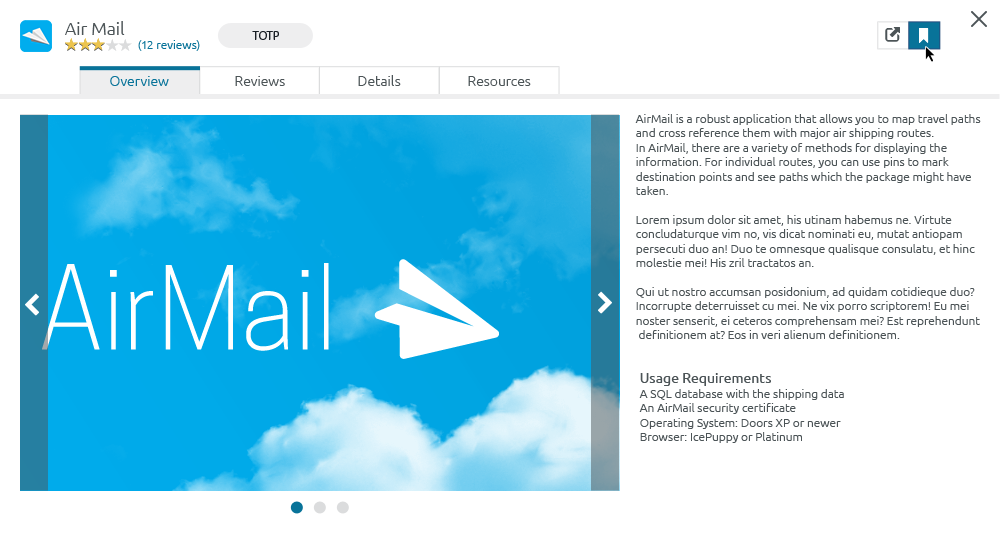 Air Mail
(12 reviews)
TOTP
Overview
Reviews
Details
Resources
AirMail
AirMail is a robust application that allows you to map travel paths
and cross reference them with major air shipping routes.
In AirMail, there are a variety of methods for displaying the
information. For individual routes, you can use pins to mark
destination points and see paths which the package might have
taken.
Lorem ipsum dolor sit amet, his utinam habemus ne. Virtute
concludaturque vim no, vis dicat nominati eu, mutat antiopam
persecuti duo an! Duo te omnesque qualisque consulatu, et hinc
molestie mei! His zril tractatos an.
Qui ut nostro accumsan posidonium, ad quidam cotidieque duo?
Incorrupte deterruisset cu mei. Ne vix porro scriptorem! Eu mei
noster senserit, ei ceteros comprehensam mei? Est reprehendunt
definitionem at? Eos in veri alienum definitionem.
Usage Requirements
A SQL database with the shipping data
An AirMail security certificate
Operating System: Doors XP or newer
Browser: IcePuppy or Platinum